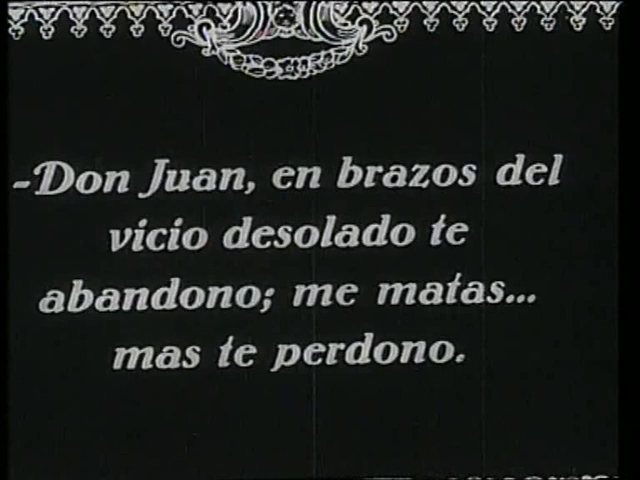 -Don Juan, en brazos del
vicio desolado te
abandono; me matas...
mas te perdono.